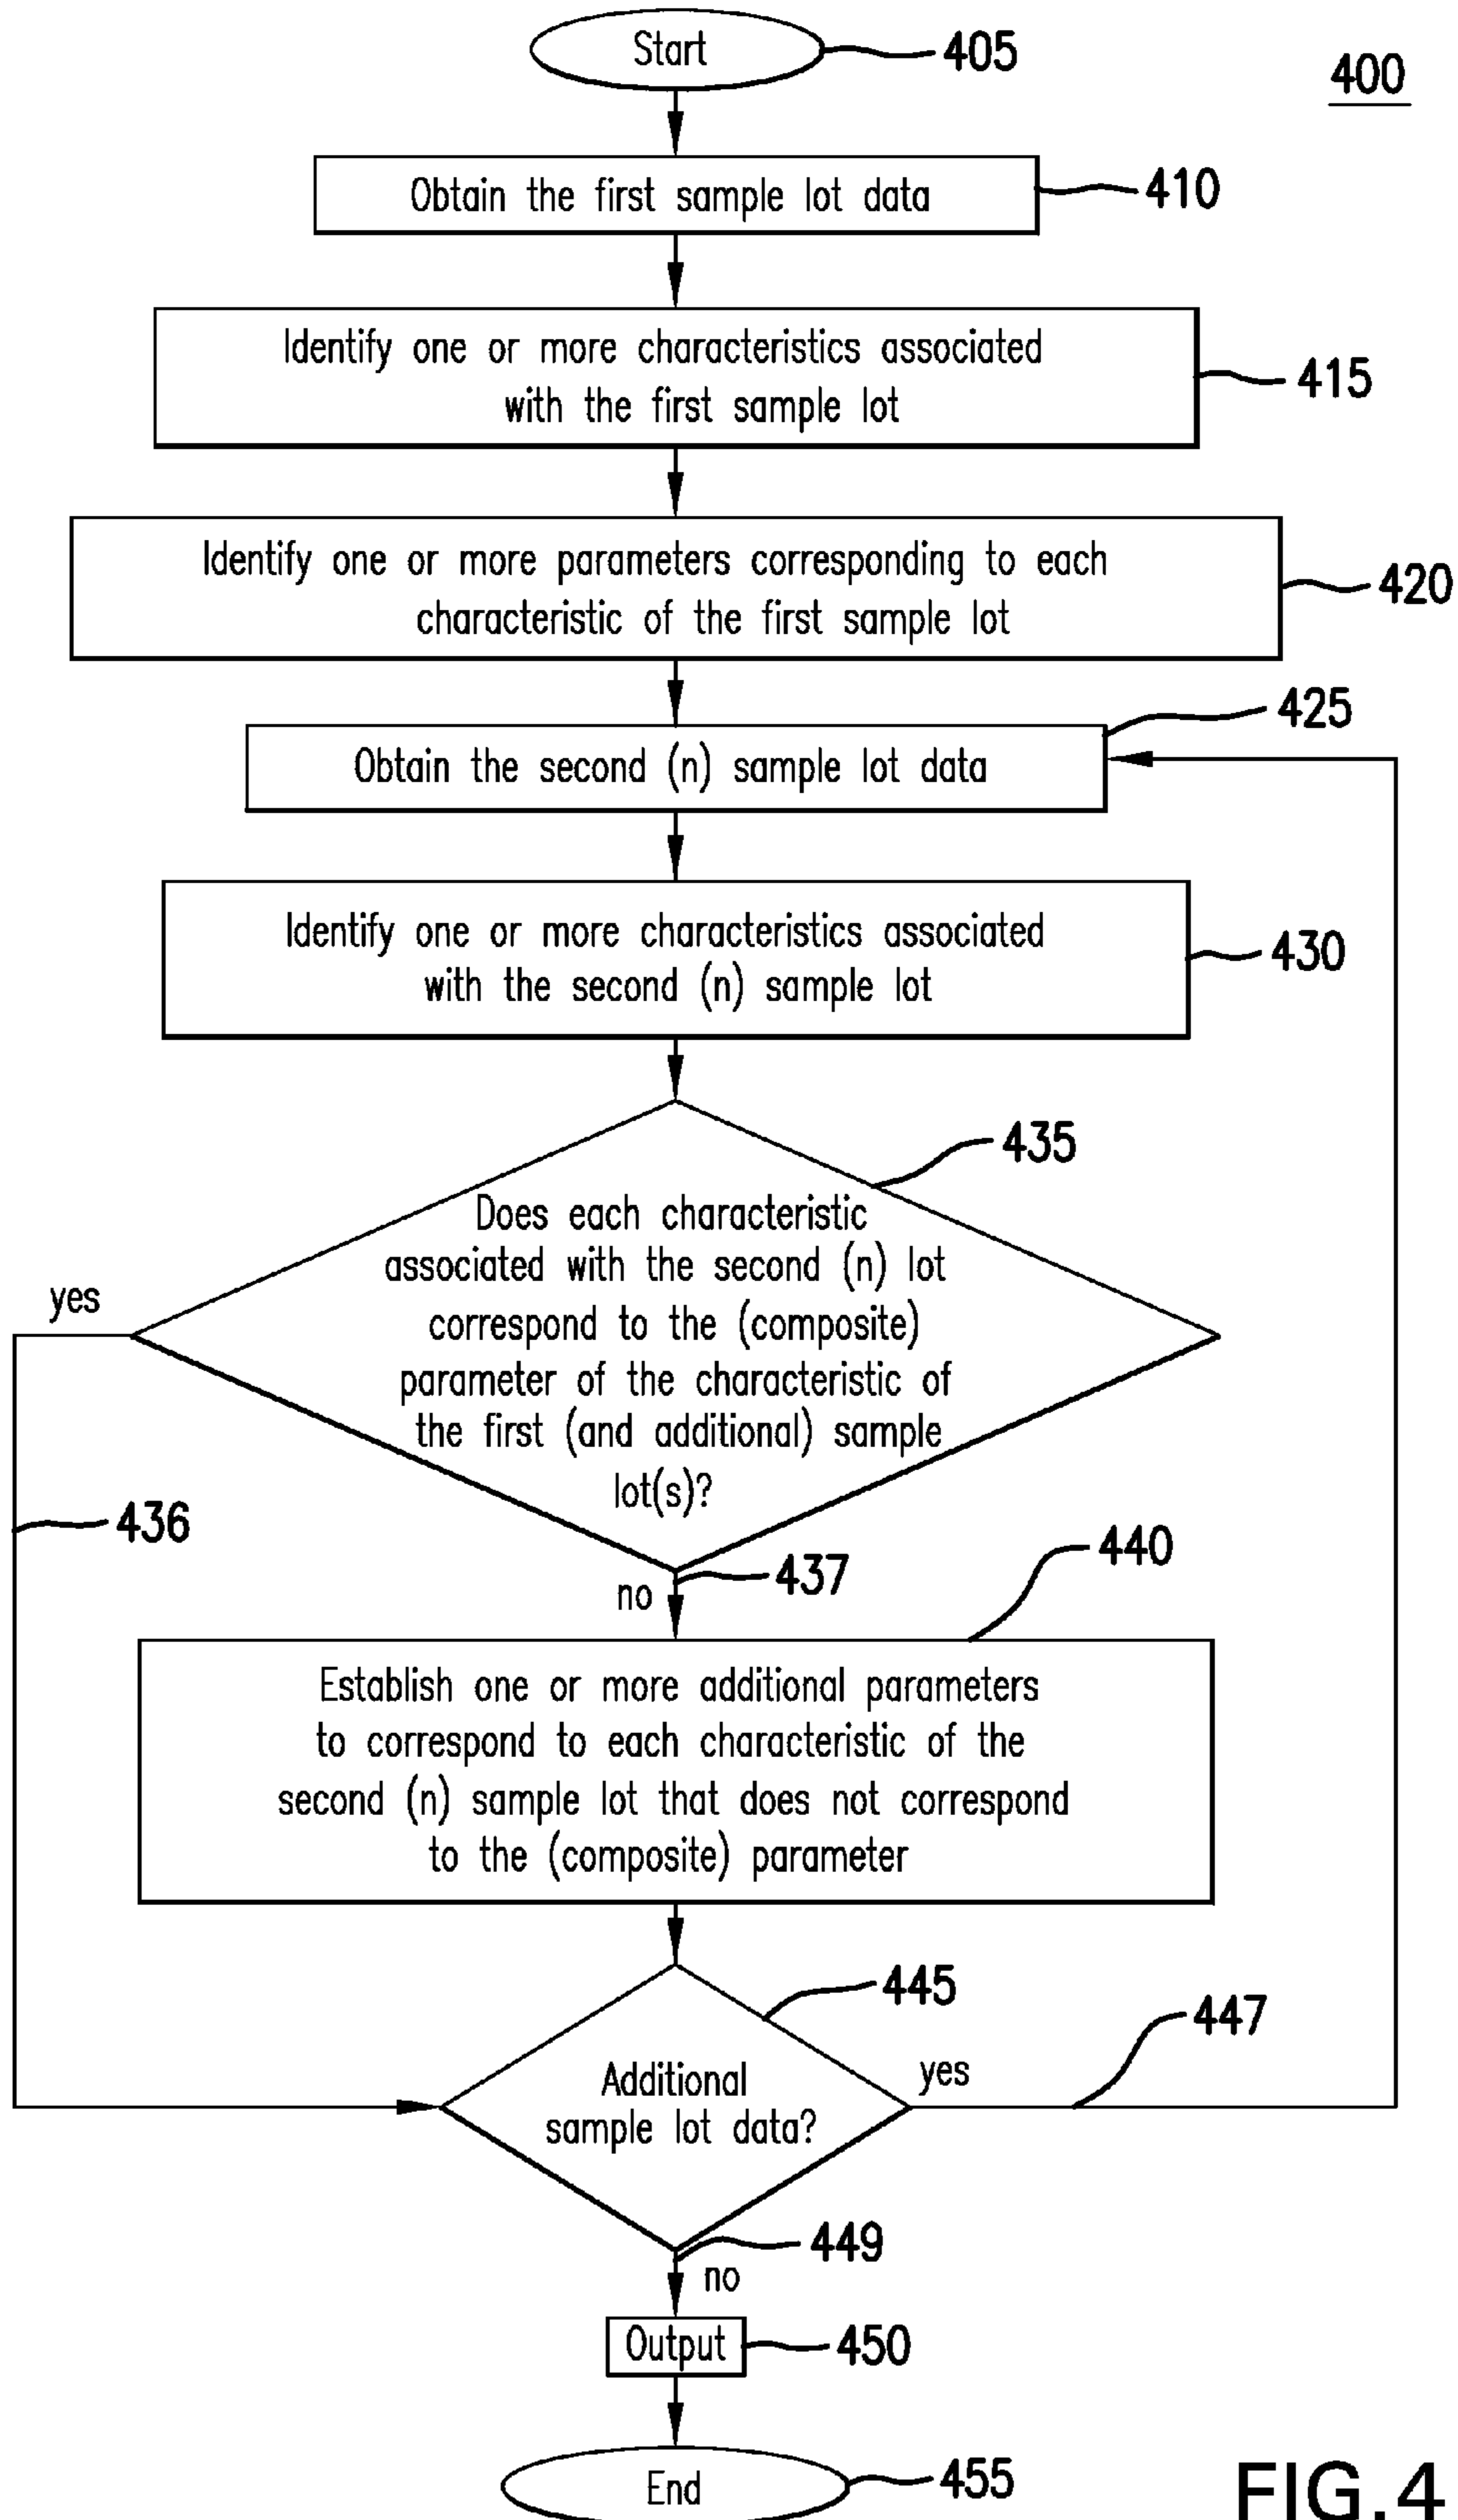 Start
405
400
Obtain the first sample lot data
410
Identify one or more characteristics associated
with the first sample lot
415
Identify one or more parameters corresponding to each
characteristic of the first sample lot
420
425
Obtain the second (n) sample lot data
Identify one or more characteristics associated
with the second (n) sample lot
430
435
Does each characteristic
associated with the second (n) lot
correspond to the (composite)
parameter of the characteristic of
the first (and additional) sample
lot(s)?
yes
436
437
no
440
Establish one or more additional parameters
to correspond to each characteristic of the
second (n) sample lot that does not correspond
to the (composite) parameter
445
447
Additional
sample lot data?
yes
449
no
Output
450
End
455
FIG.4